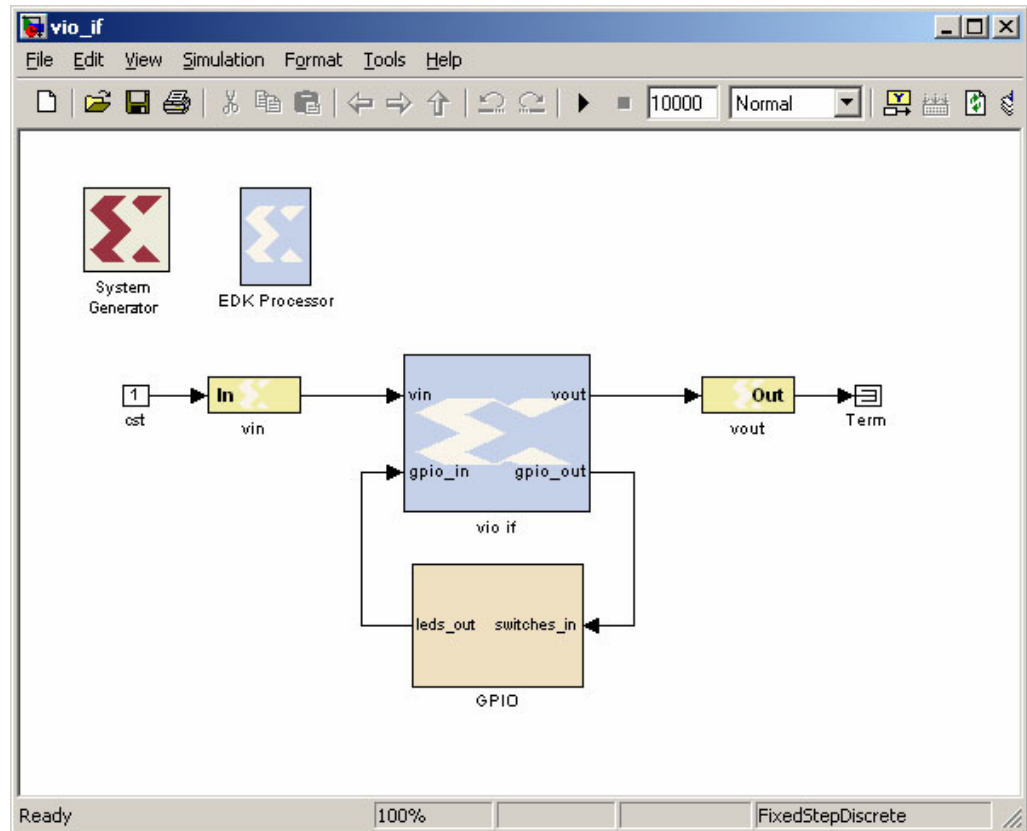 vio_if
File Edit View Simulation Format Tools Help
10000 Normal
System
Generator
EDK Processor
1
cst
In
vin
vin vout
gpio_in gpio_out
vio if
Out
vout
Term
leds_out switches_in
GPIO
Ready 100% FixedStepDiscrete